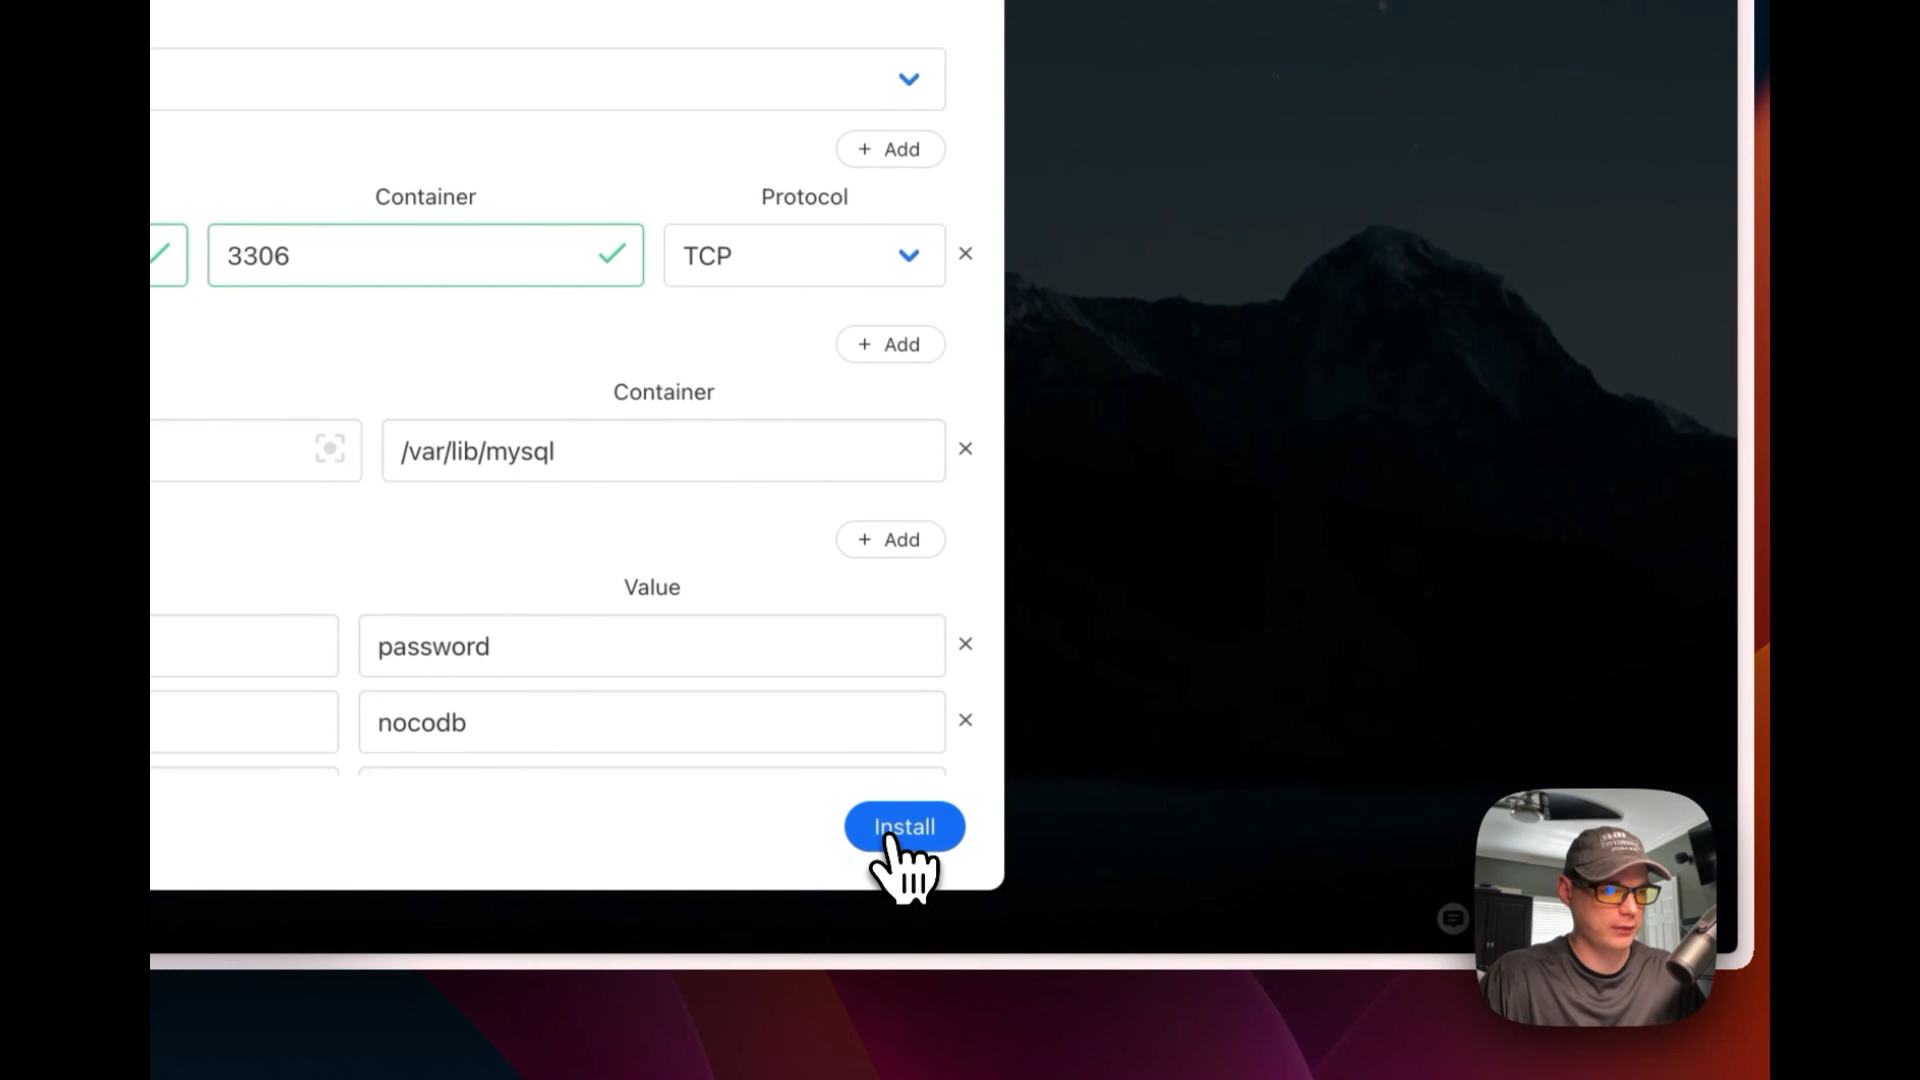 + Add
Container Protocol
3306 TCP
+ Add
Container
/var/lib/mysql
+ Add
Value
password
nocodb
Install